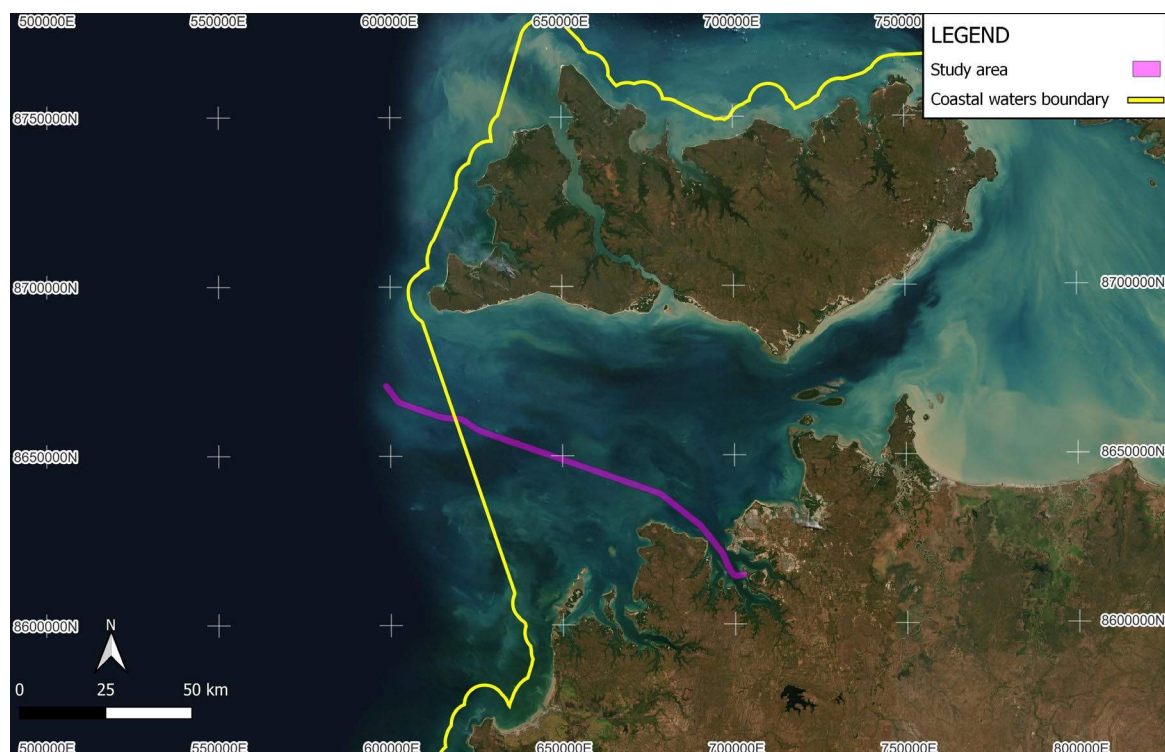 500000E 550000E 600000E 650000E 700000E
LEGEND
Study area
Coastal waters boundary
8750000N
8700000N 8700000N
8650000N 8650000N
8600000N 8600000N
N
0 25 50 km
500000E 550000E 600000E 650000E 700000E 750000E 800000E